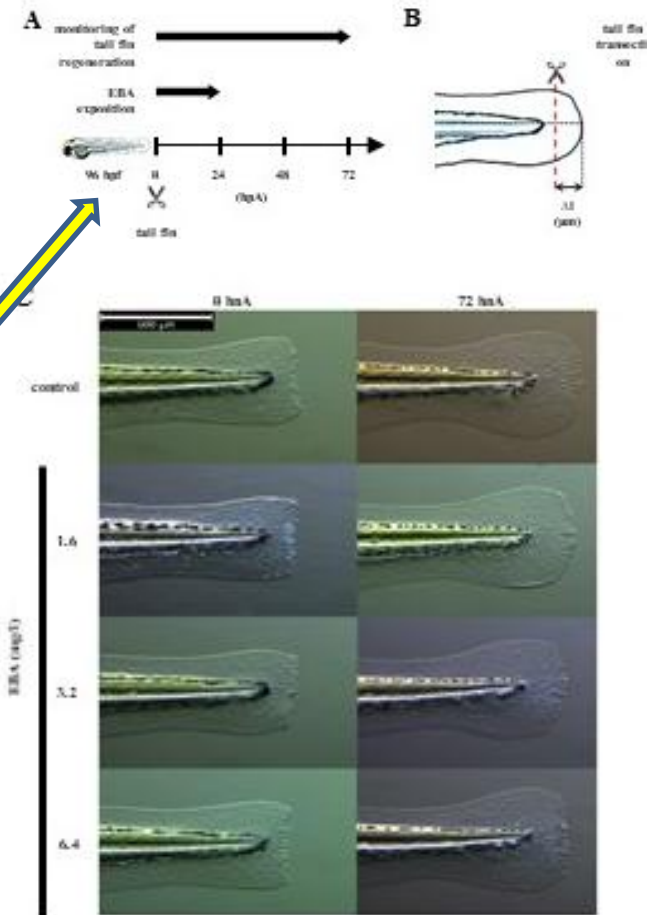 A
monitoring of
tail fin
regeneration
EBA
exposition
96 hpf
0
24
48
72
(hpA)
tail fin
B
tail fin
transecti
on
Δl
(µm)
0 hpA
72 hpA
control
EBA (mg/l)
1.6
3.2
6.4